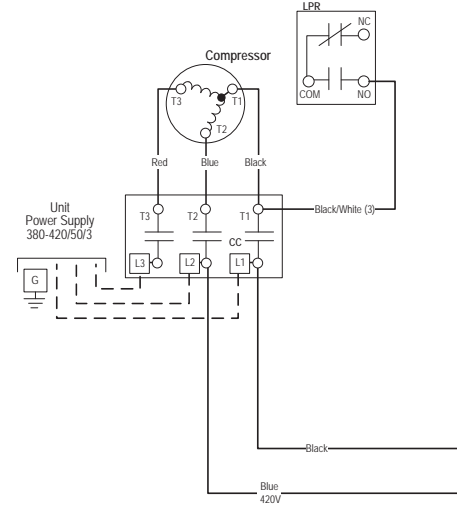 LPR
NC
COM
NO
Compressor
T3
T1
T2
Red
Blue
Black
Black/White (3)
T3
T2
T1
CC
Unit
Power Supply
380-420/50/3
L3
L2
L1
G
Black
Blue
420V